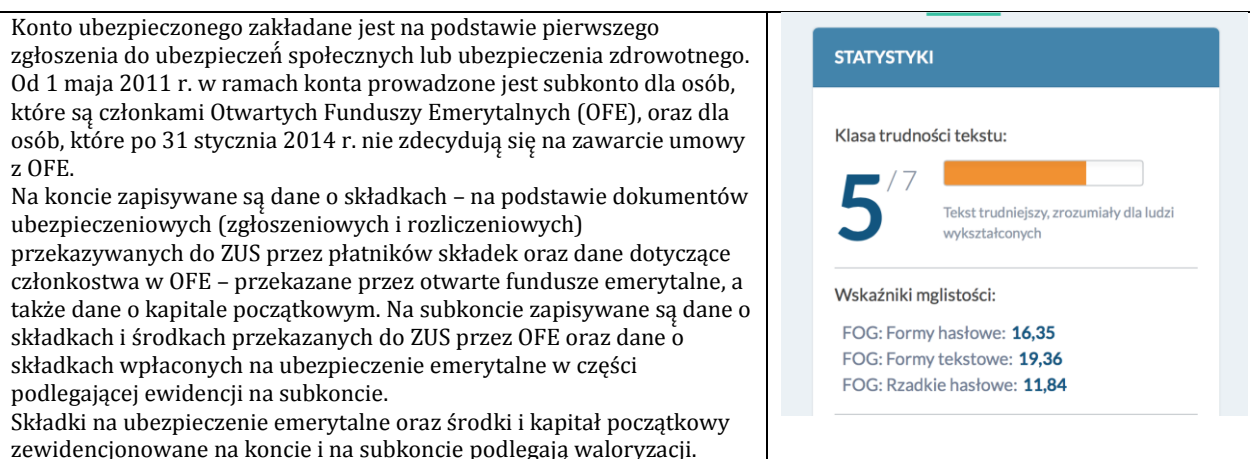 Konto ubezpieczonego zakładane jest na podstawie pierwszego
zgłoszenia do ubezpieczeń społecznych lub ubezpieczenia zdrowotnego.
Od 1 maja 2011 r. w ramach konta prowadzone jest subkonto dla osób,
które są członkami Otwartych Funduszy Emerytalnych (OFE), oraz dla
osób, które po 31 stycznia 2014 r. nie zdecydują się na zawarcie umowy
z OFE.
Na koncie zapisywane są dane o składkach – na podstawie dokumentów
ubezpieczeniowych (zgłoszeniowych i rozliczeniowych)
przekazywanych do ZUS przez płatników składek oraz dane dotyczące
członkostwa w OFE – przekazane przez otwarte fundusze emerytalne, a
także dane o kapitale początkowym. Na subkoncie zapisywane są dane o
składkach i środkach przekazanych do ZUS przez OFE oraz dane o
składkach wpłaconych na ubezpieczenie emerytalne w części
podlegającej ewidencji na subkoncie.
Składki na ubezpieczenie emerytalne oraz środki i kapitał początkowy
zewidencjonowane na koncie i na subkoncie podlegają waloryzacji.
STATYSTYKI
Klasa trudności tekstu:
5/7
Tekst trudniejszy, zrozumiały dla ludzi
wykształconych
Wskaźniki mglistości:
FOG: Formy hasłowe: 16,35
FOG: Formy tekstowe: 19,36
FOG: Rzadkie hasłowe: 11,84